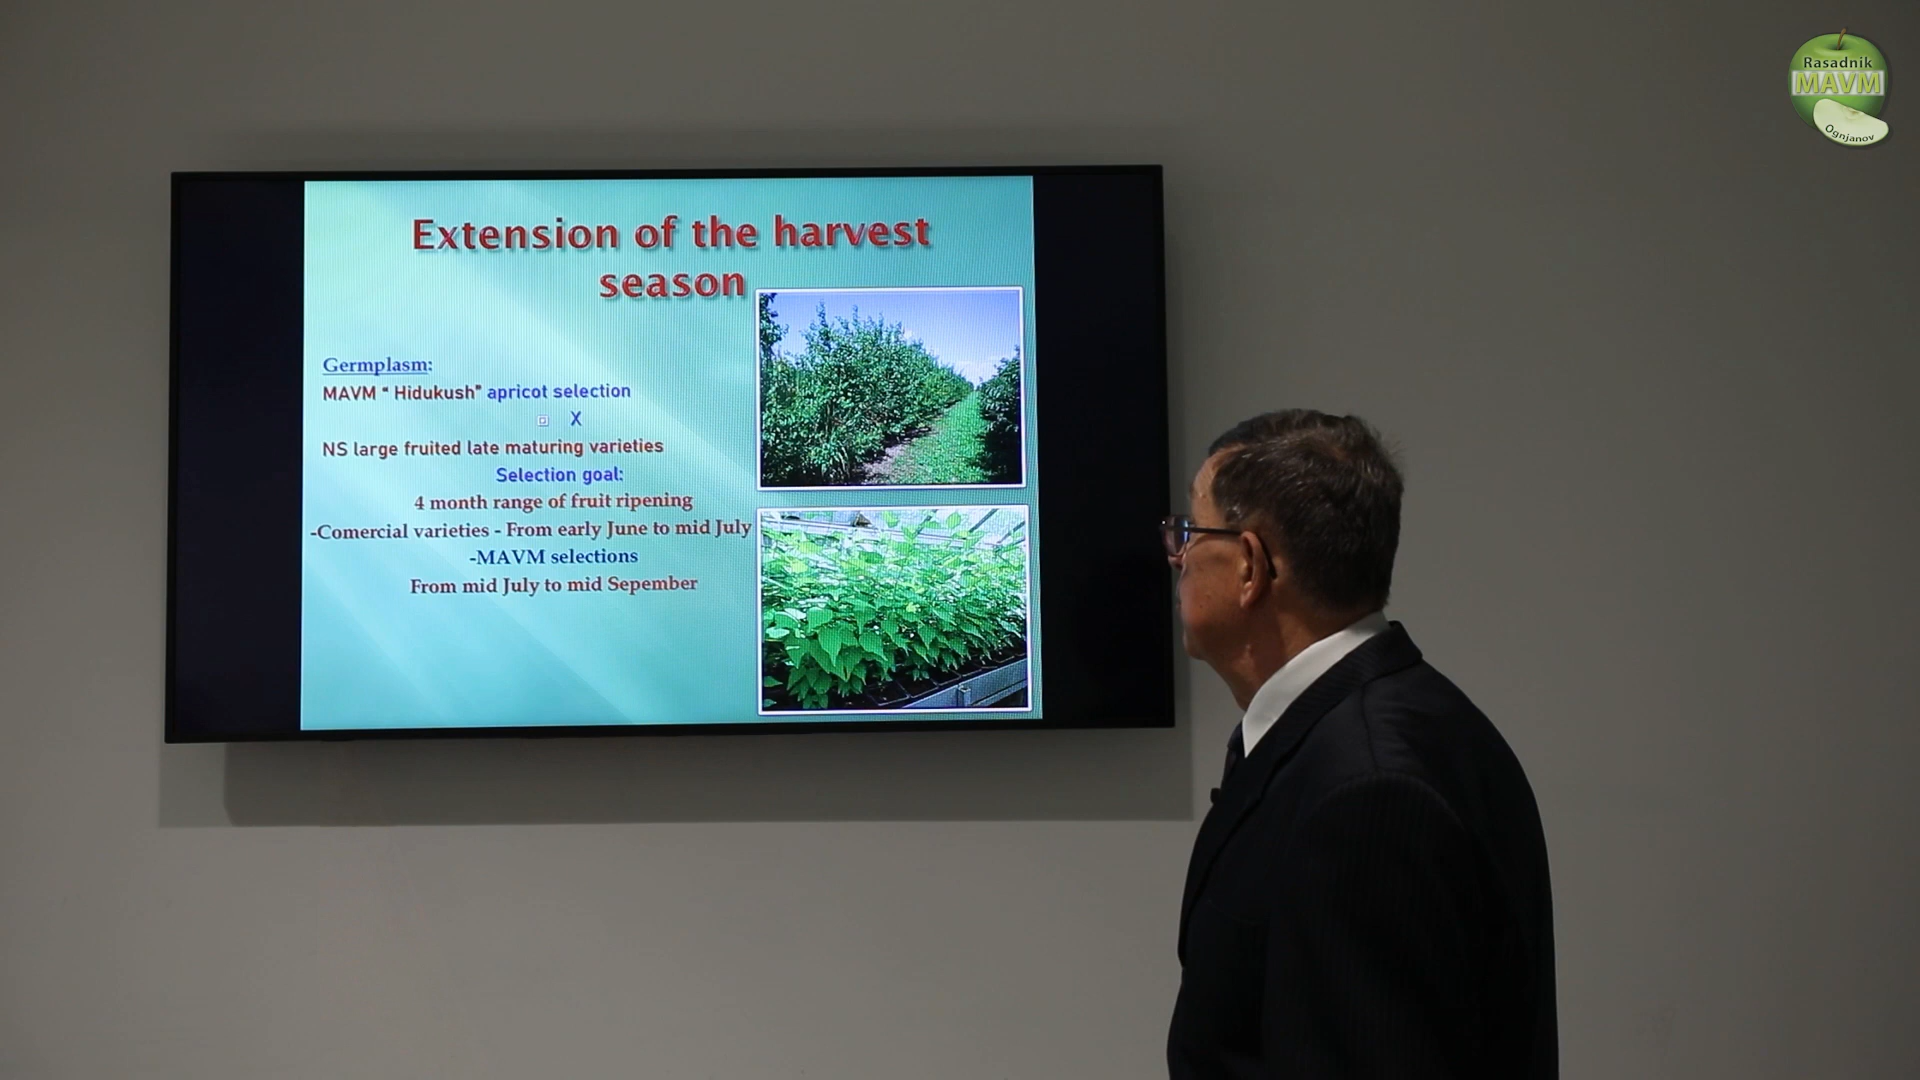 Rasadnik
MAVM
Ognjanov
Extension of the harvest
season
Germplasm:
MAVM “ Hidukush” apricot selection
X
NS large fruited late maturing varieties
Selection goal:
4 month range of fruit ripening
-Comercial varieties - From early June to mid July
-MAVM selections
From mid July to mid Sepember